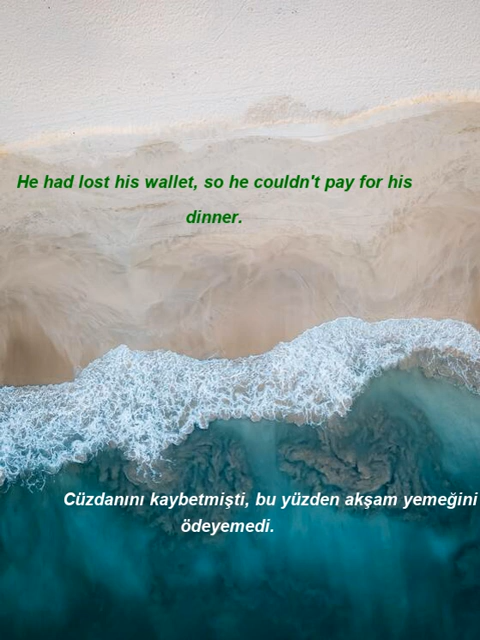 He had lost his wallet, so he couldn't pay for his
dinner.
Cüzdanını kaybetmişti, bu yüzden akşam yemeğini
ödeyemedi.